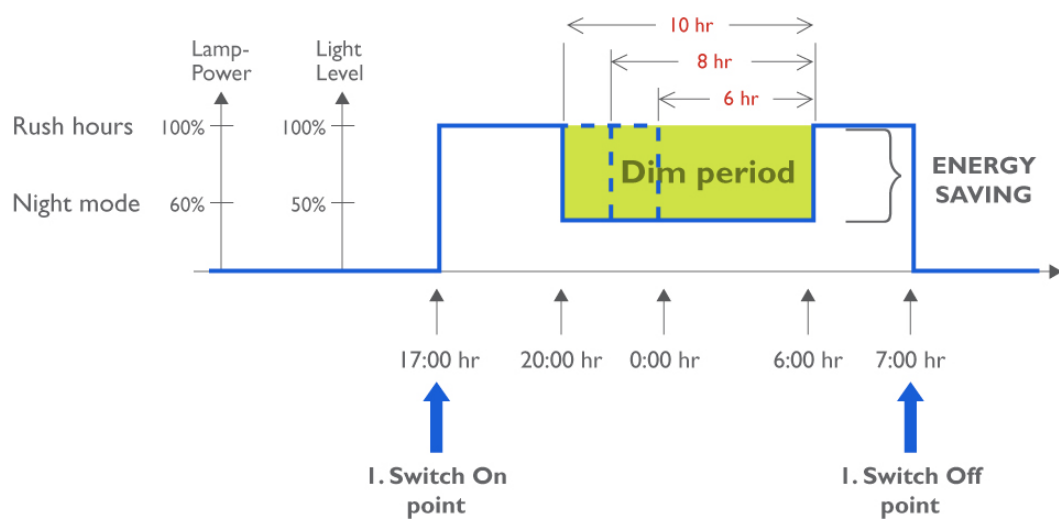 10 hr
Lamp-
Power
Light
Level
8 hr
6 hr
Rush hours
100%
100%
Dim period
ENERGY
SAVING
Night mode
60%
50%
17:00 hr
20:00 hr
0:00 hr
6:00 hr
7:00 hr
1. Switch On
point
1. Switch Off
point